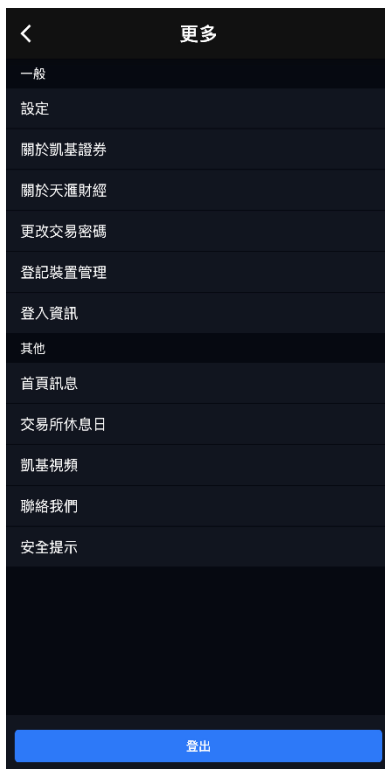 更多
一般
設定
關於凱基證券
關於天滙財經
更改交易密碼
登記裝置管理
登入資訊
其他
首頁訊息
交易所休息日
凱基視頻
聯絡我們
安全提示
登出